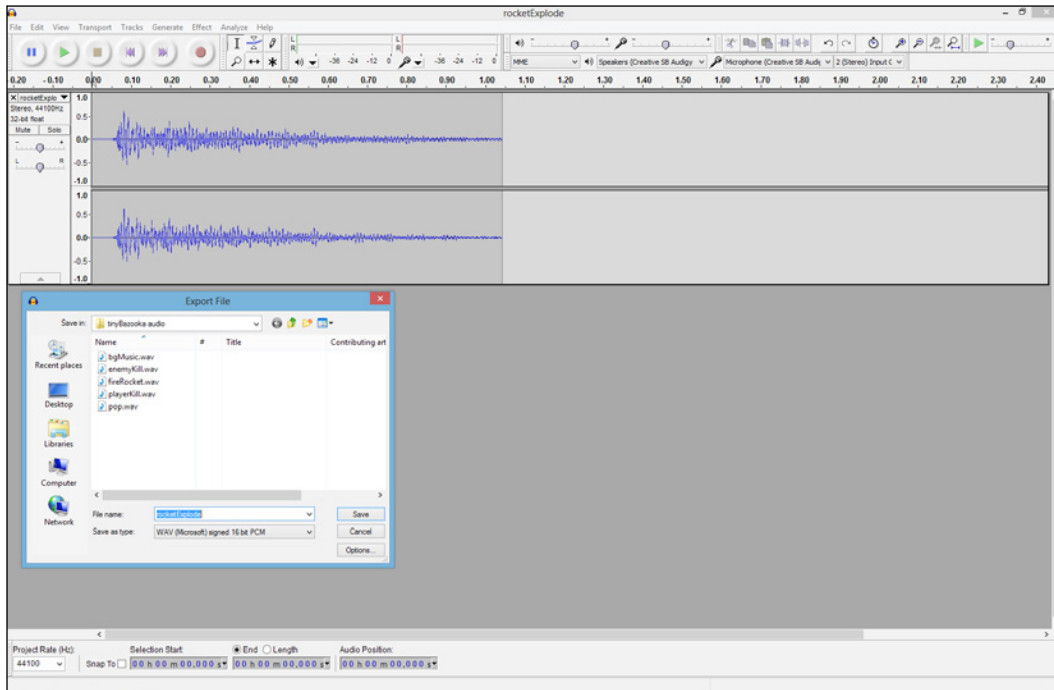 rocketExplode
File Edit View Transport Tracks Generate Effect Analyze Help
L
R
L
R
-36 -24 -12 0
-36 -24 -12 0
MME
Speakers (Creative SB Audigy
Microphone (Creative SB Audi
2 (Stereo) Input C
0.20 - 0.10 0.00 0.10 0.20 0.30 0.40 0.50 0.60 0.70 0.80 0.90 1.00 1.10 1.20 1.30 1.40 1.50 1.60 1.70 1.80 1.90 2.00 2.10 2.20 2.30 2.40
X rocketExplo
Stereo, 44100Hz
32-bit float
Mute Solo
- +
L R
1.0
0.5-
0.0-
-0.5-
-1.0
1.0
0.5-
0.0-
-0.5-
-1.0
Export File
Save in: tinyBazooka audio
Name # Title Contributing art
bgMusic.wav
enemyKill.wav
fireRocket.wav
playerKill.wav
pop.wav
Recent places
Desktop
Libraries
Computer
Network
File name: rocketExplode
Save as type: WAV (Microsoft) signed 16 bit PCM
Save
Cancel
Options...
Project Rate (Hz):
44100
Snap To
Selection Start:
00 h 00 m 00.000 s
End Length
00 h 00 m 00.000 s
Audio Position:
00 h 00 m 00.000 s